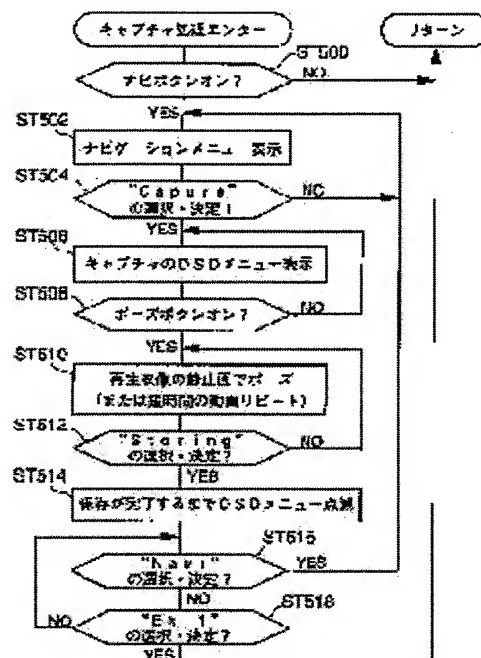 キャプチャ処理エンター
リターン
ST500
ナビボタンオン？
NO
YES
ST502
ナビゲーションメニュー 表示
ST504
"Capure"
の選択・決定？
NO
YES
ST506
キャプチャのOSDメニュー表示
ST508
ポーズボタンオン？
NO
YES
ST510
再生映像の静止画でポーズ
(または短時間の動画リピート)
ST512
"Storing"
の選択・決定？
NO
YES
ST514
保存が完了するまでOSDメニュー点滅
ST516
"Navi"
の選択・決定？
YES
NO
ST518
の選択・決定？
NO
YES